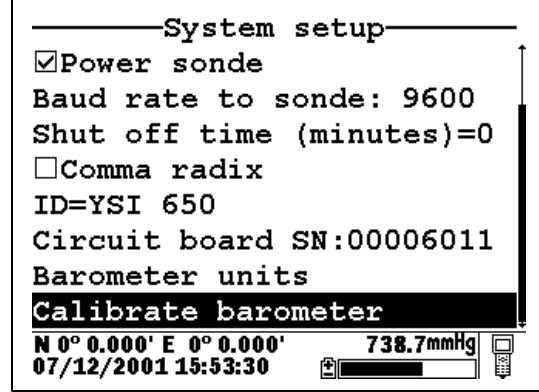 System setup
☑Power sonde
Baud rate to sonde: 9600
Shut off time (minutes)=0
☐Comma radix
ID=YSI 650
Circuit board SN:00006011
Barometer units
Calibrate barometer
N 0° 0.000' E 0° 0.000' 738.7mmHg
07/12/2001 15:53:30